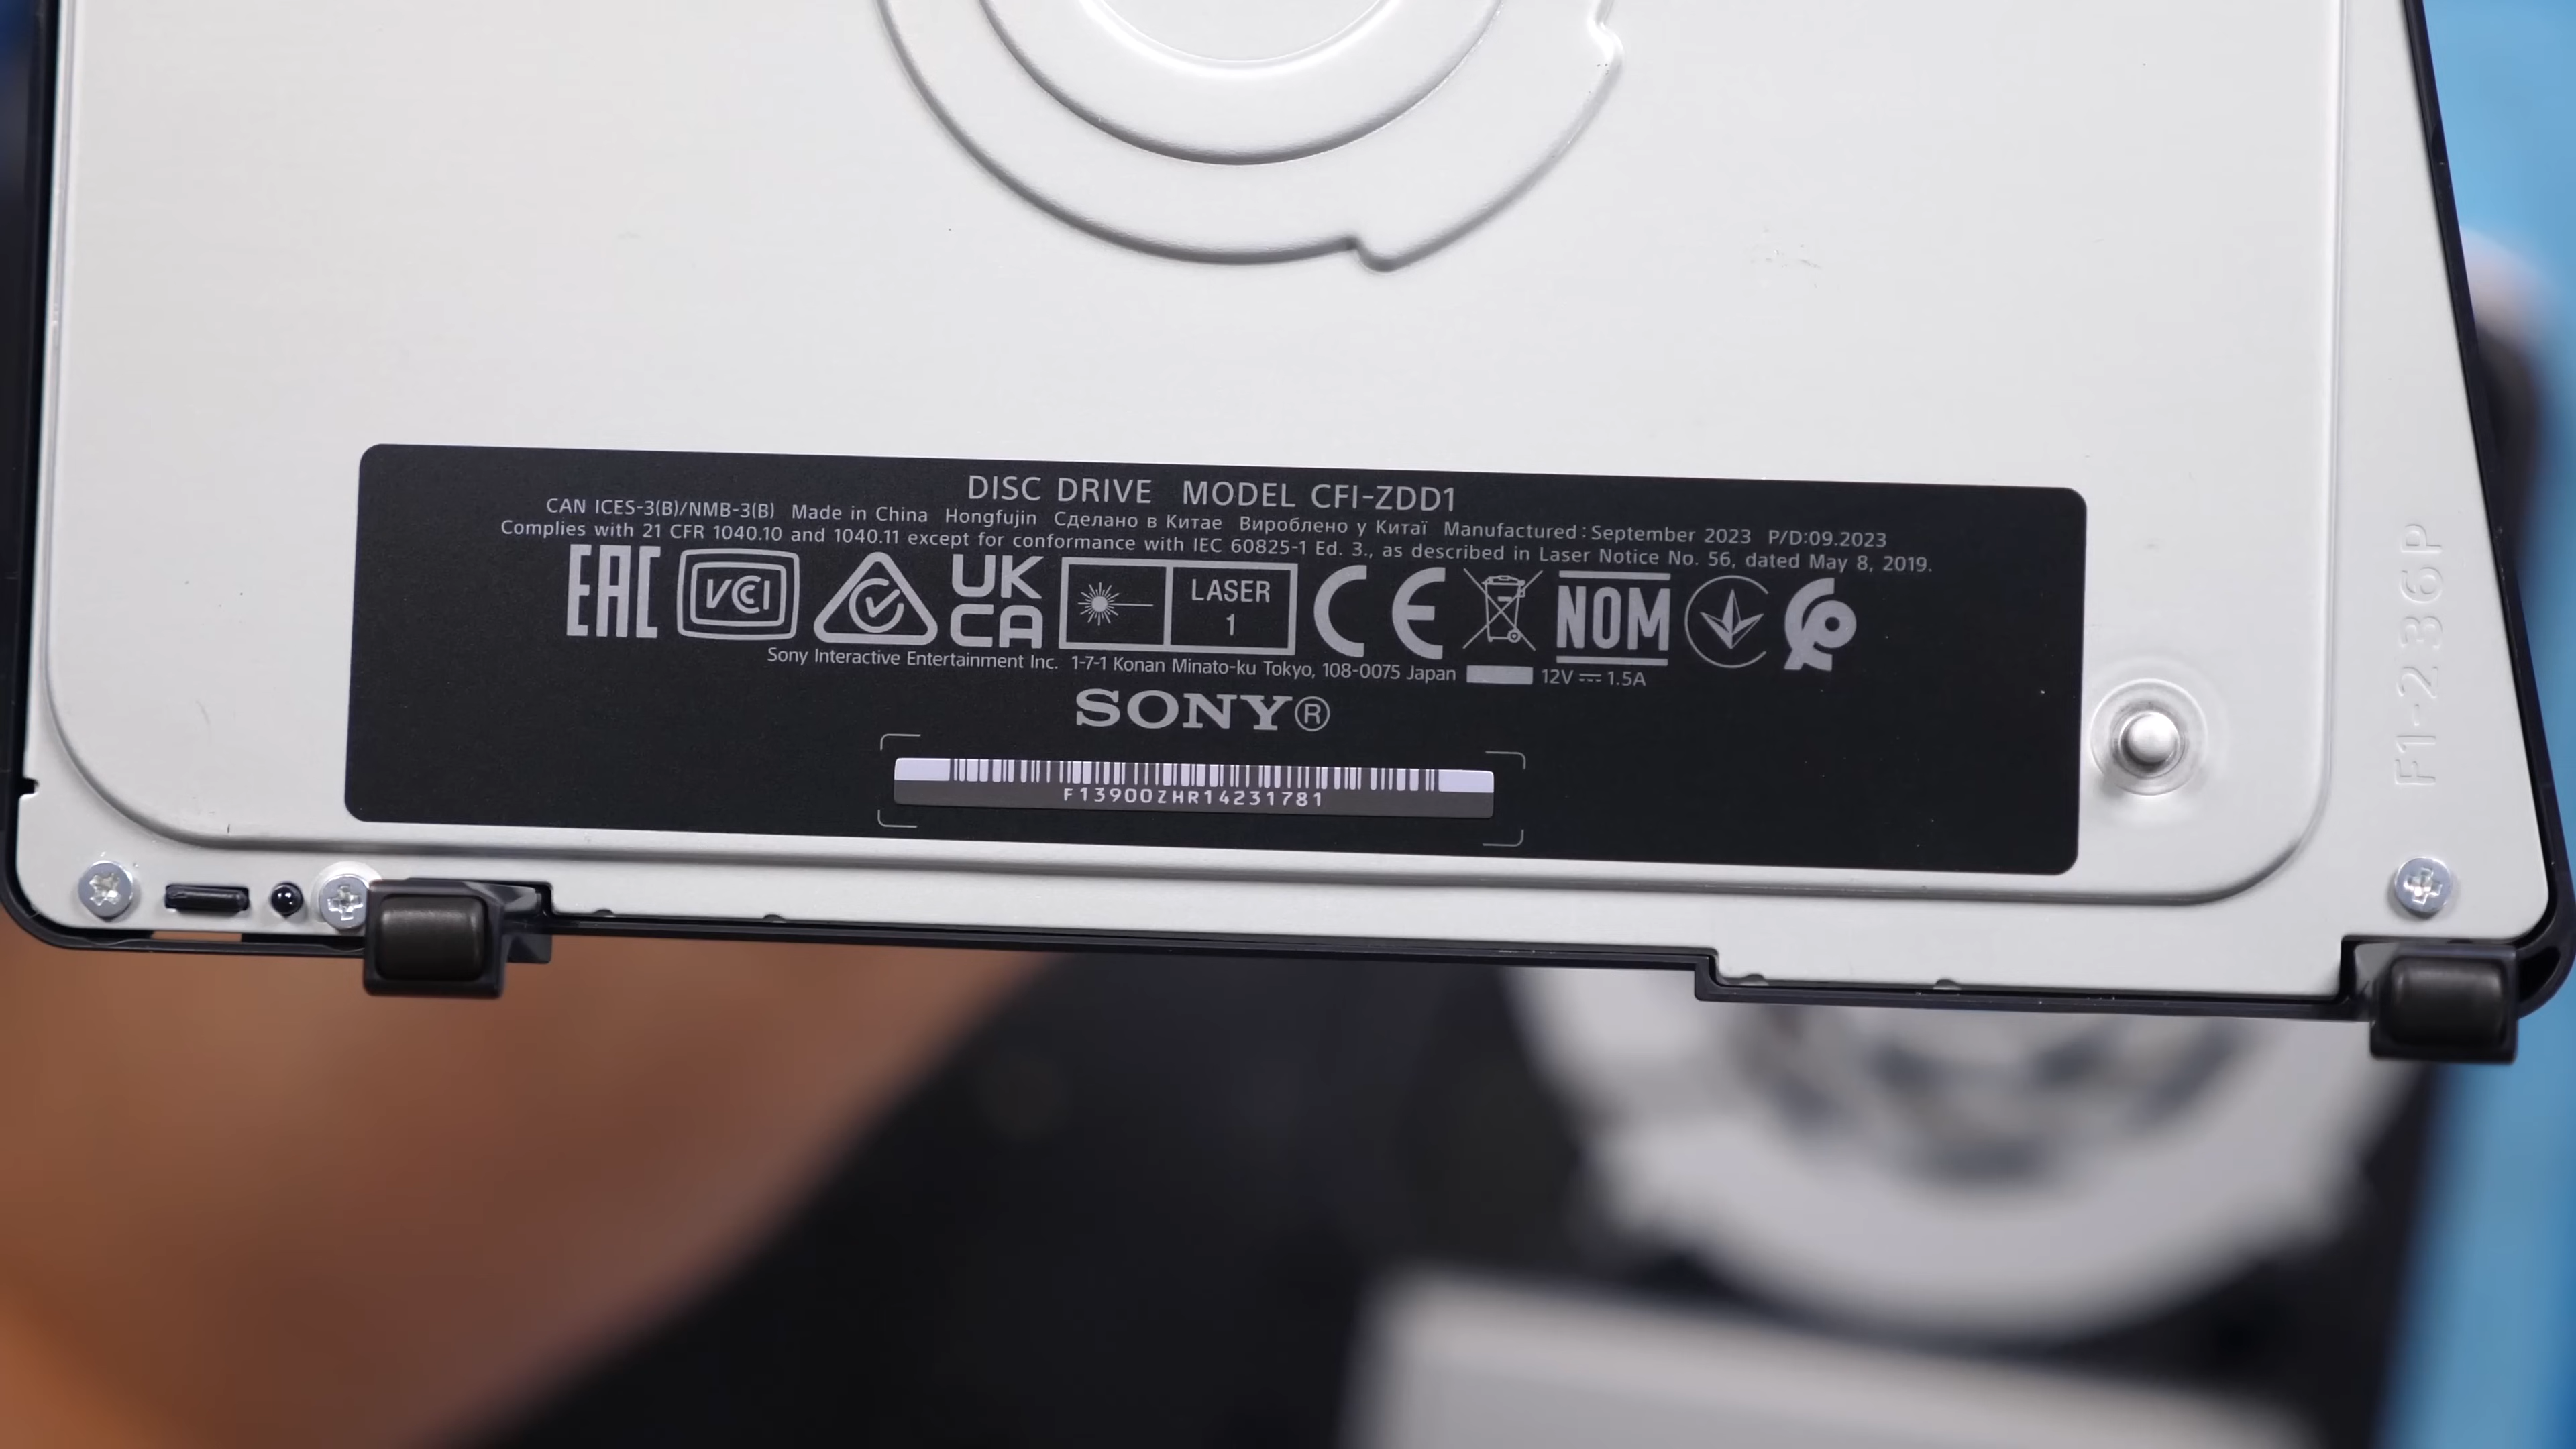 DISC DRIVE MODEL CFI-ZDD1
CAN ICES-3(B)/NMB-3(B) Made in China Hongfujin Сделано в Китае Вироблено у Китаї Manufactured : September 2023 P/D:09.2023
Complies with 21 CFR 1040.10 and 1040.11 except for conformance with IEC 60825-1 Ed. 3., as described in Laser Notice No. 56, dated May 8, 2019.
EAC VCCI UK CA LASER 1 CE NOM
Sony Interactive Entertainment Inc. 1-7-1 Konan Minato-ku Tokyo, 108-0075 Japan 12V ⎓ 1.5A
SONY®
F13900ZHR14231781
F1-236P